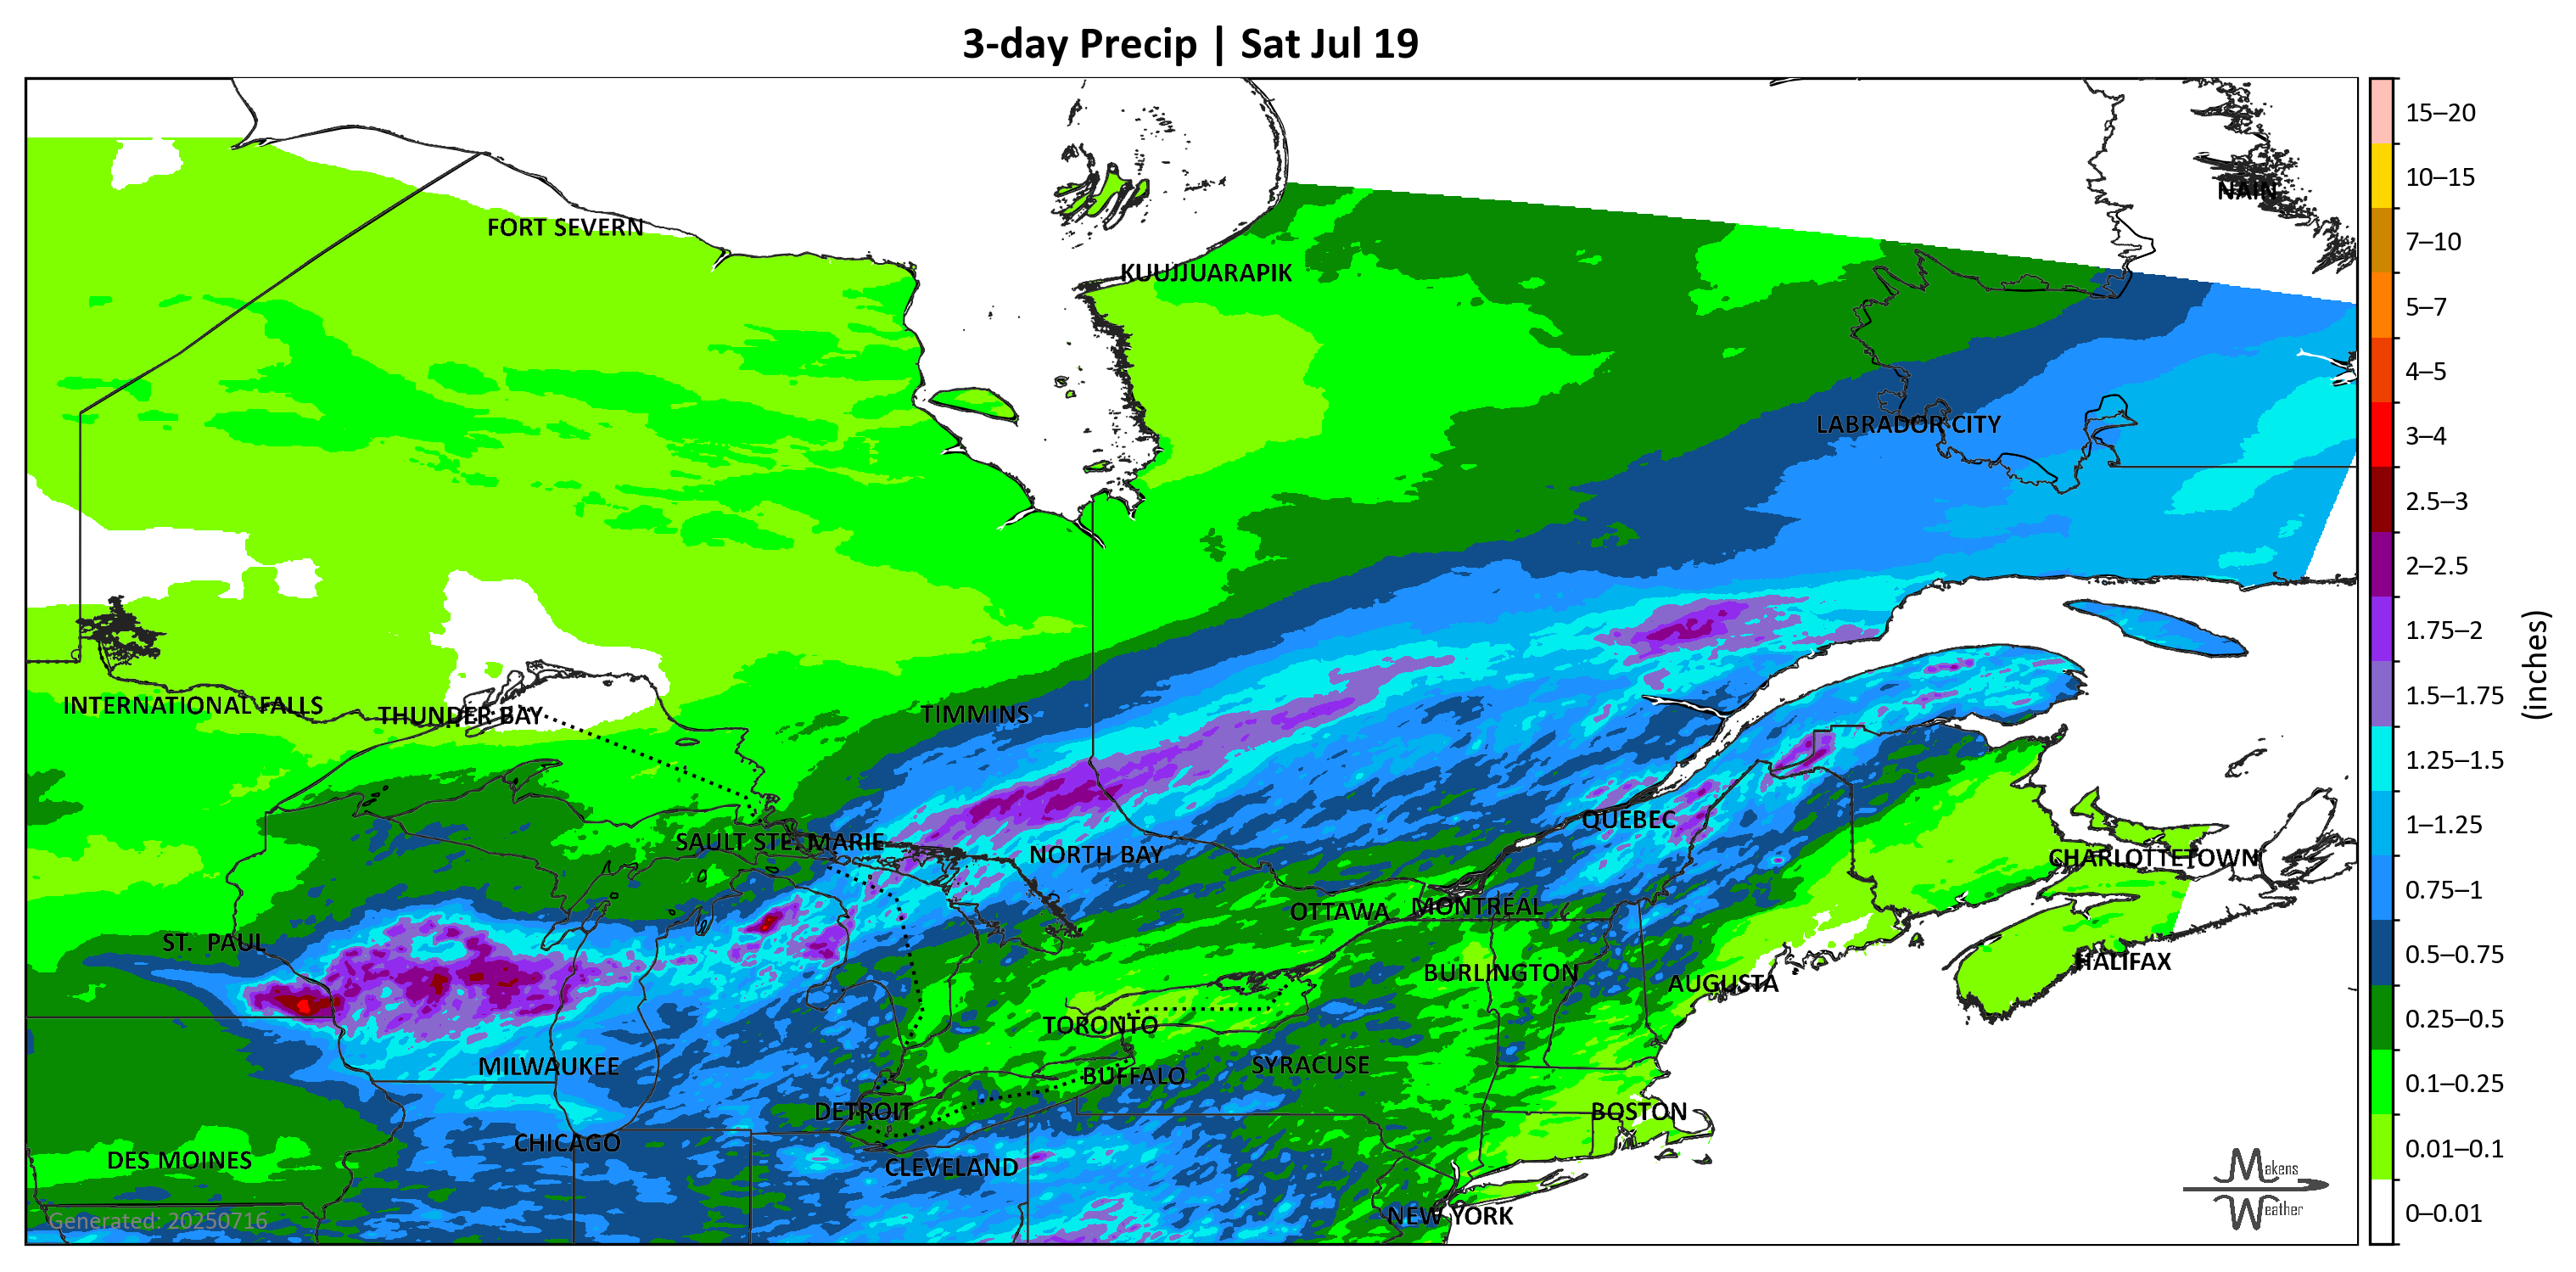 3-day Precip | Sat Jul 19
NAIN
FORT SEVERN
KUUJJUARAPIK
LABRADOR CITY
INTERNATIONAL FALLS
THUNDER BAY
TIMMINS
SAULT STE. MARIE
NORTH BAY
QUEBEC
CHARLOTTETOWN
OTTAWA
MONTREAL
ST. PAUL
HALIFAX
BURLINGTON
AUGUSTA
TORONTO
MILWAUKEE
SYRACUSE
BUFFALO
DETROIT
BOSTON
CHICAGO
DES MOINES
CLEVELAND
NEW YORK
Generated: 20250716
Makens
Weather
15–20
10–15
7–10
5–7
4–5
3–4
2.5–3
2–2.5
1.75–2
1.5–1.75
1.25–1.5
1–1.25
0.75–1
0.5–0.75
0.25–0.5
0.1–0.25
0.01–0.1
0–0.01
(inches)